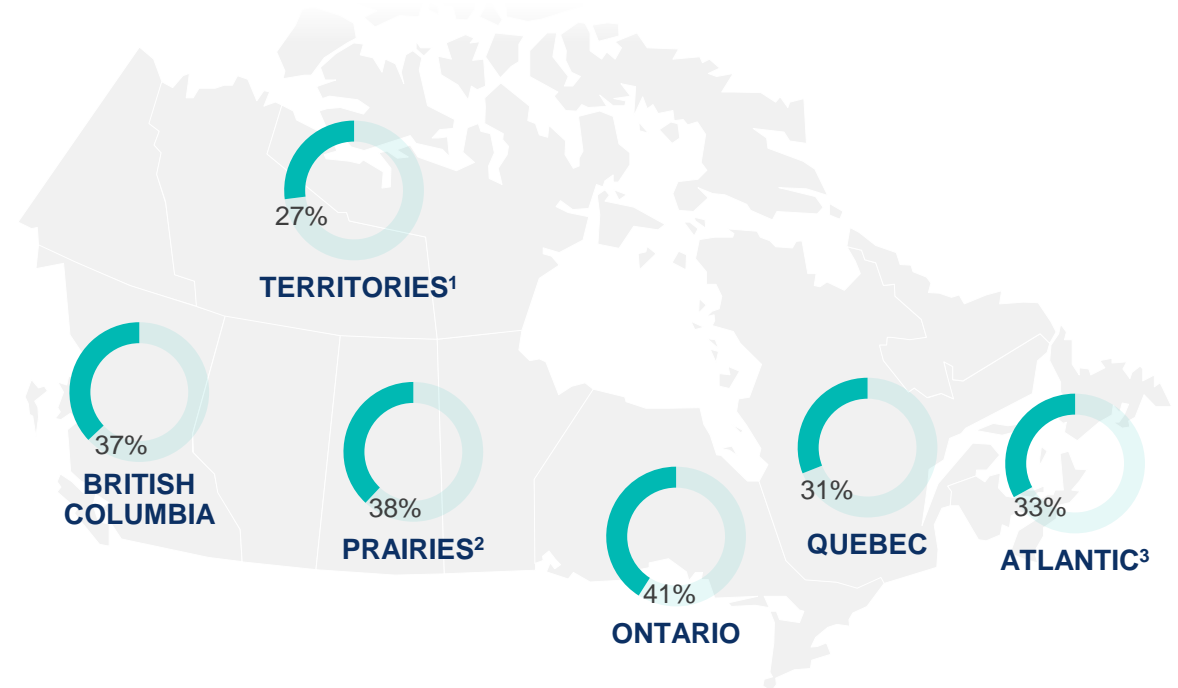 27%
TERRITORIES¹
37%
BRITISH
COLUMBIA
38%
PRAIRIES²
41%
ONTARIO
31%
QUEBEC
33%
ATLANTIC³